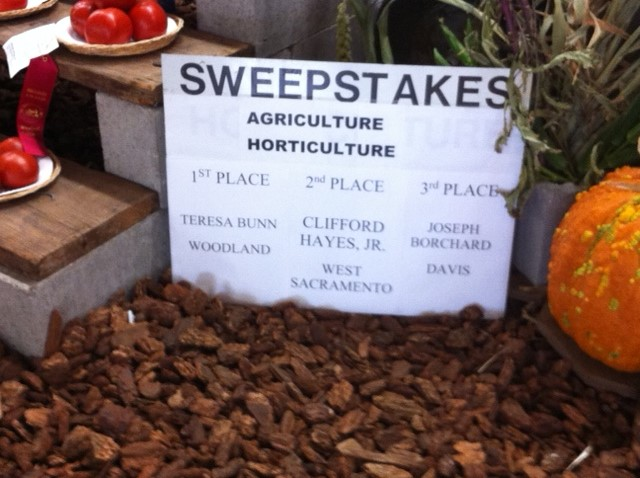 SWEEPSTAKES
AGRICULTURE
HORTICULTURE
1ST PLACE 2nd PLACE 3rd PLACE
TERESA BUNN
WOODLAND
CLIFFORD
HAYES, JR.
WEST
SACRAMENTO
JOSEPH
BORCHARD
DAVIS